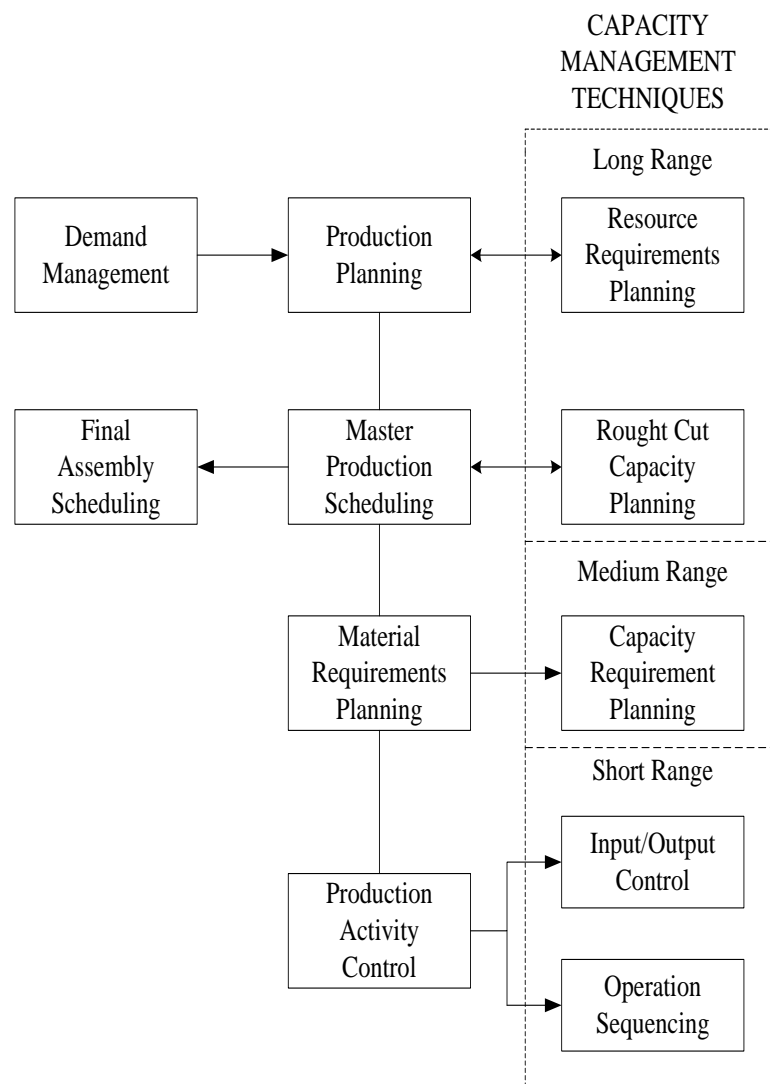 CAPACITY
MANAGEMENT
TECHNIQUES
Long Range
Demand
Management
Production
Planning
Resource
Requirements
Planning
Final
Assembly
Scheduling
Master
Production
Scheduling
Rought Cut
Capacity
Planning
Medium Range
Material
Requirements
Planning
Capacity
Requirement
Planning
Short Range
Input/Output
Control
Production
Activity
Control
Operation
Sequencing